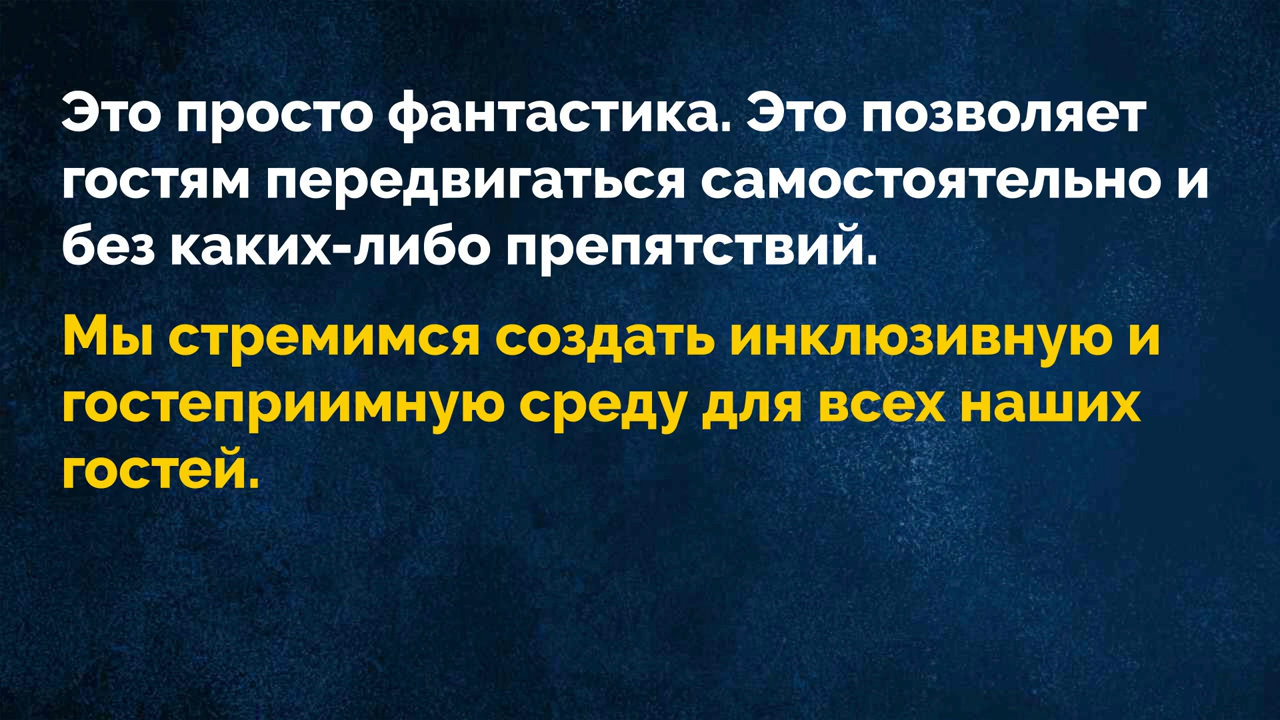 Это просто фантастика. Это позволяет
гостям передвигаться самостоятельно и
без каких-либо препятствий.
Мы стремимся создать инклюзивную и
гостеприимную среду для всех наших
гостей.